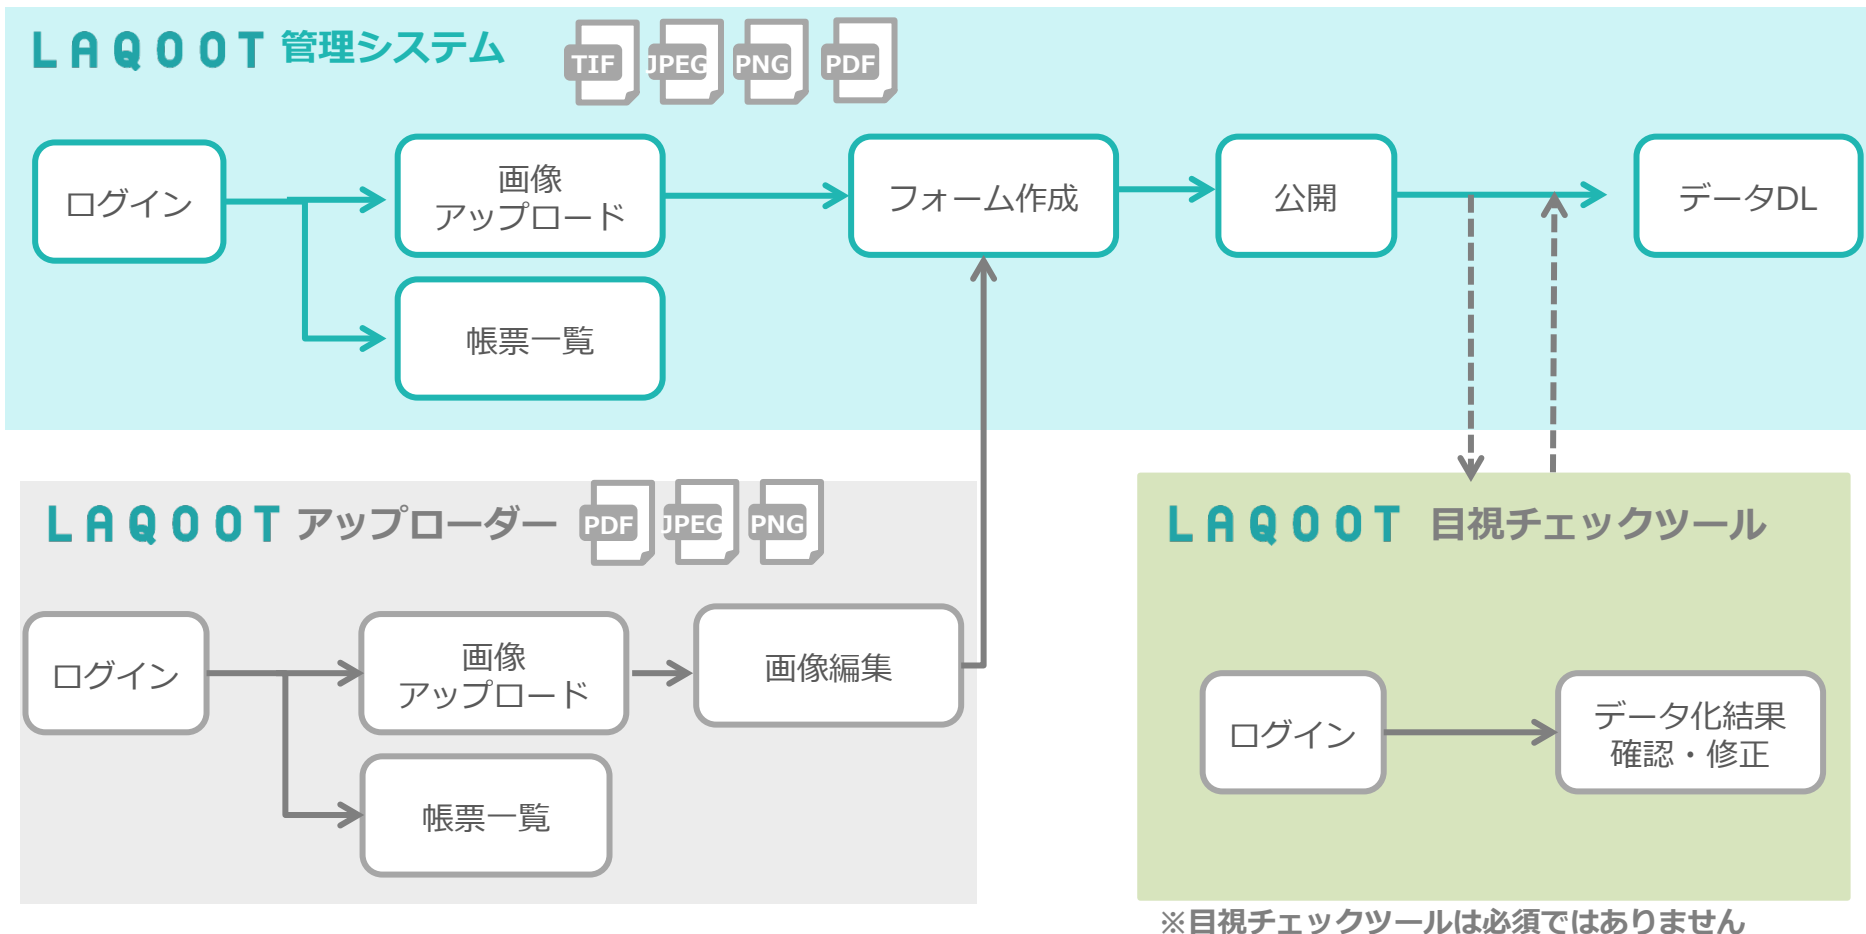 LAQOOT 管理システム
TIF
JPEG
PNG
PDF
ログイン
画像
アップロード
フォーム作成
公開
データDL
帳票一覧
LAQOOT アップローダー
PDF
JPEG
PNG
ログイン
画像
アップロード
画像編集
帳票一覧
LAQOOT 目視チェックツール
ログイン
データ化結果
確認・修正
※目視チェックツールは必須ではありません